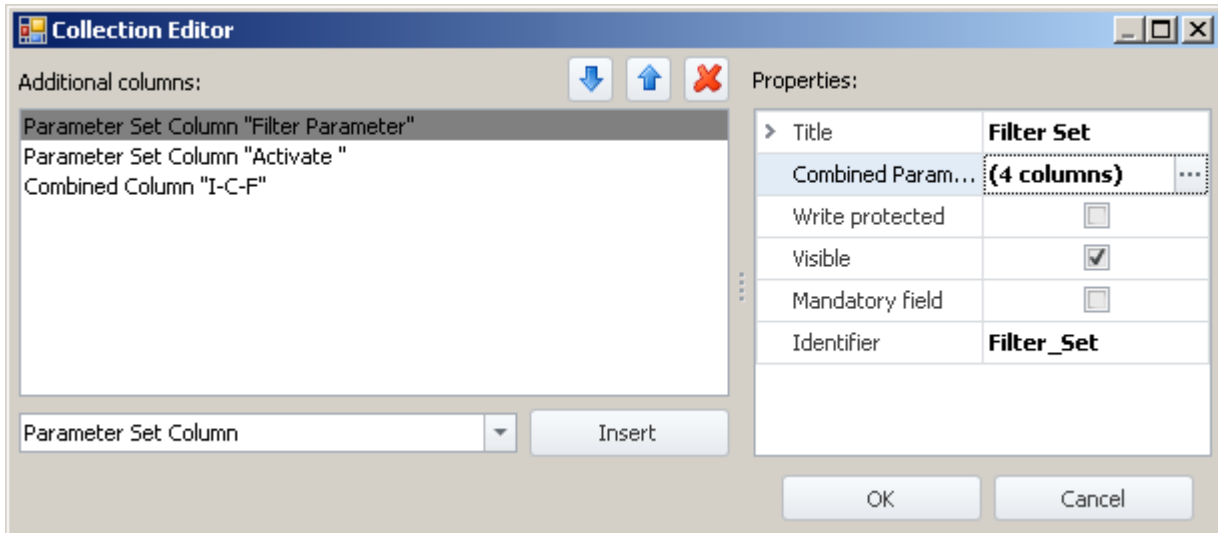 Collection Editor
Additional columns:
Properties:
Parameter Set Column "Filter Parameter"
Parameter Set Column "Activate "
Combined Column "I-C-F"
Title Filter Set
Combined Param... (4 columns) ...
Write protected
Visible
Mandatory field
Identifier Filter_Set
Parameter Set Column
Insert
OK
Cancel